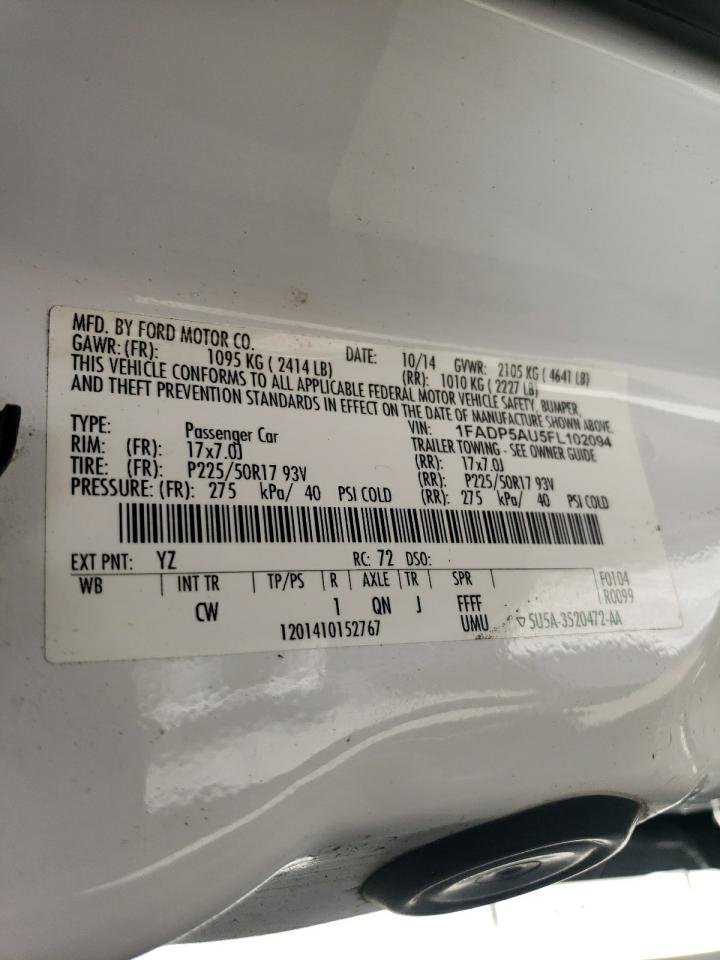 MFD. BY FORD MOTOR CO. DATE: 10/14 GVWR: 2105 KG ( 4641 LB)
GAWR: (FR): 1095 KG ( 2414 LB) (RR): 1010 KG ( 2227 LB)
THIS VEHICLE CONFORMS TO ALL APPLICABLE FEDERAL MOTOR VEHICLE SAFETY, BUMPER,
AND THEFT PREVENTION STANDARDS IN EFFECT ON THE DATE OF MANUFACTURE SHOWN ABOVE.
VIN: 1FADP5AU5FL102094
TYPE: Passenger Car TRAILER TOWING - SEE OWNER GUIDE
RIM: (FR): 17x7.0J (RR): 17x7.0J
TIRE: (FR): P225/50R17 93V (RR): P225/50R17 93V
PRESSURE: (FR): 275 kPa/ 40 PSI COLD (RR): 275 kPa/ 40 PSI COLD
EXT PNT: YZ RC: 72 DSO:
WB INT TR TP/PS R AXLE TR SPR F0104
CW 1 QN J FFFF R0099
1201410152767 UMU ▽ 5U5A-3520472-AA